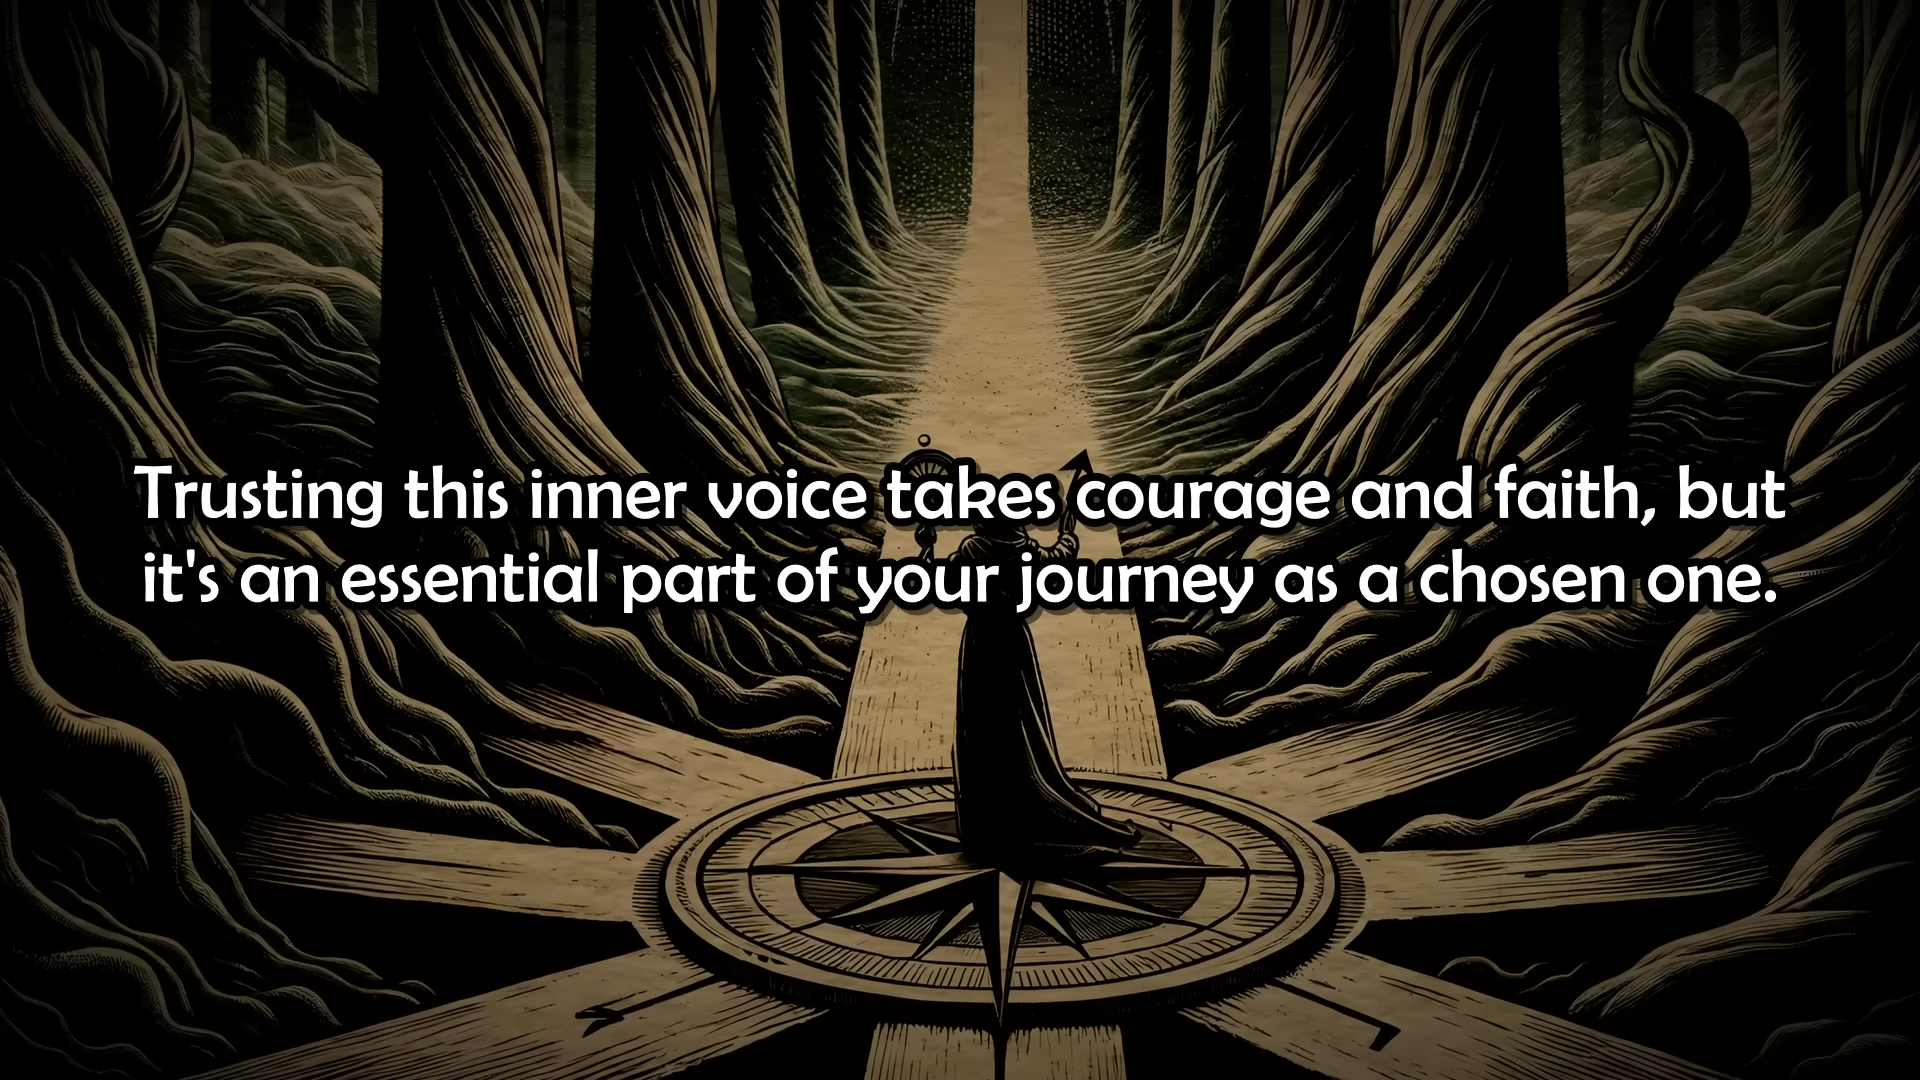 Trusting this inner voice takes courage and faith, but
it's an essential part of your journey as a chosen one.